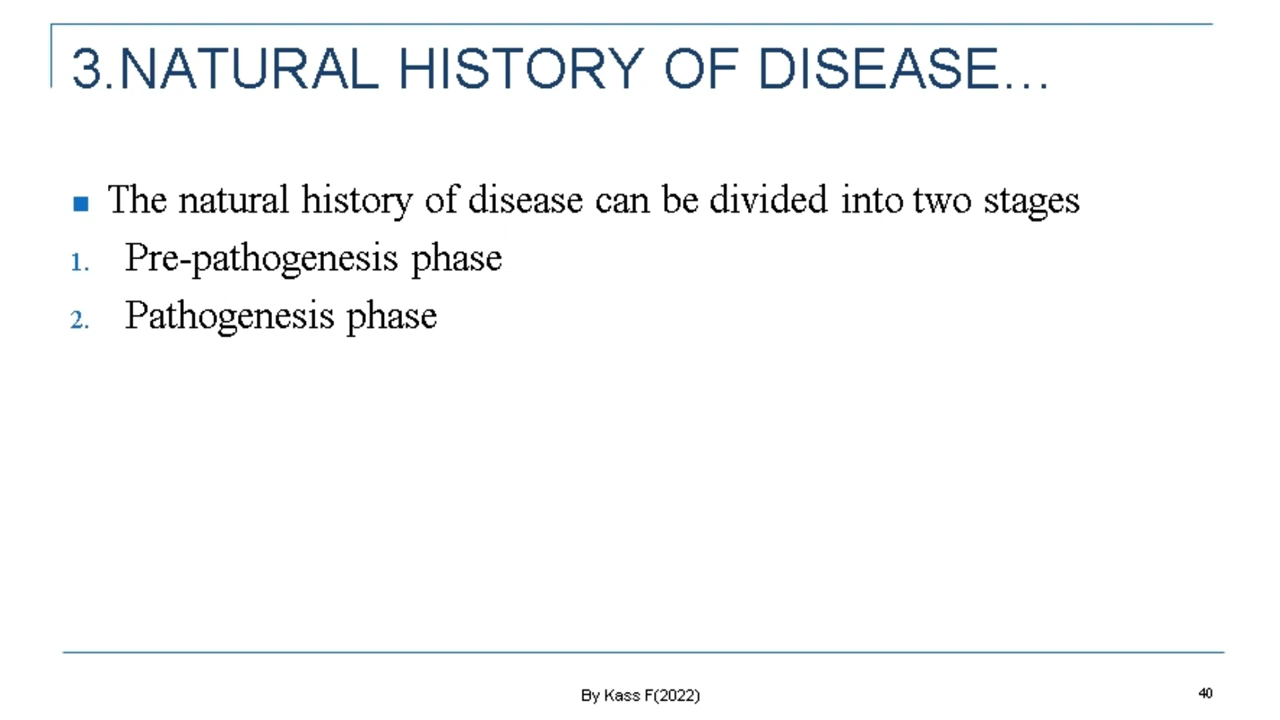 3.NATURAL HISTORY OF DISEASE…
■ The natural history of disease can be divided into two stages
1. Pre-pathogenesis phase
2. Pathogenesis phase
By Kass F(2022)
40